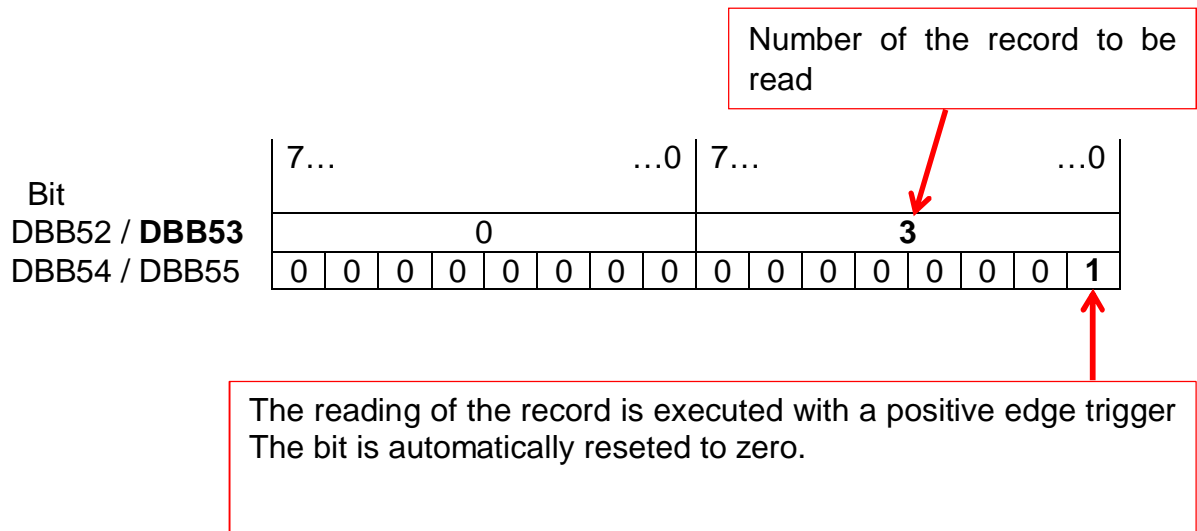 Number of the record to be
read
7... ...0 7... ...0
Bit
DBB52 / DBB53 0 3
DBB54 / DBB55 0 0 0 0 0 0 0 0 0 0 0 0 0 0 0 1
The reading of the record is executed with a positive edge trigger
The bit is automatically reseted to zero.